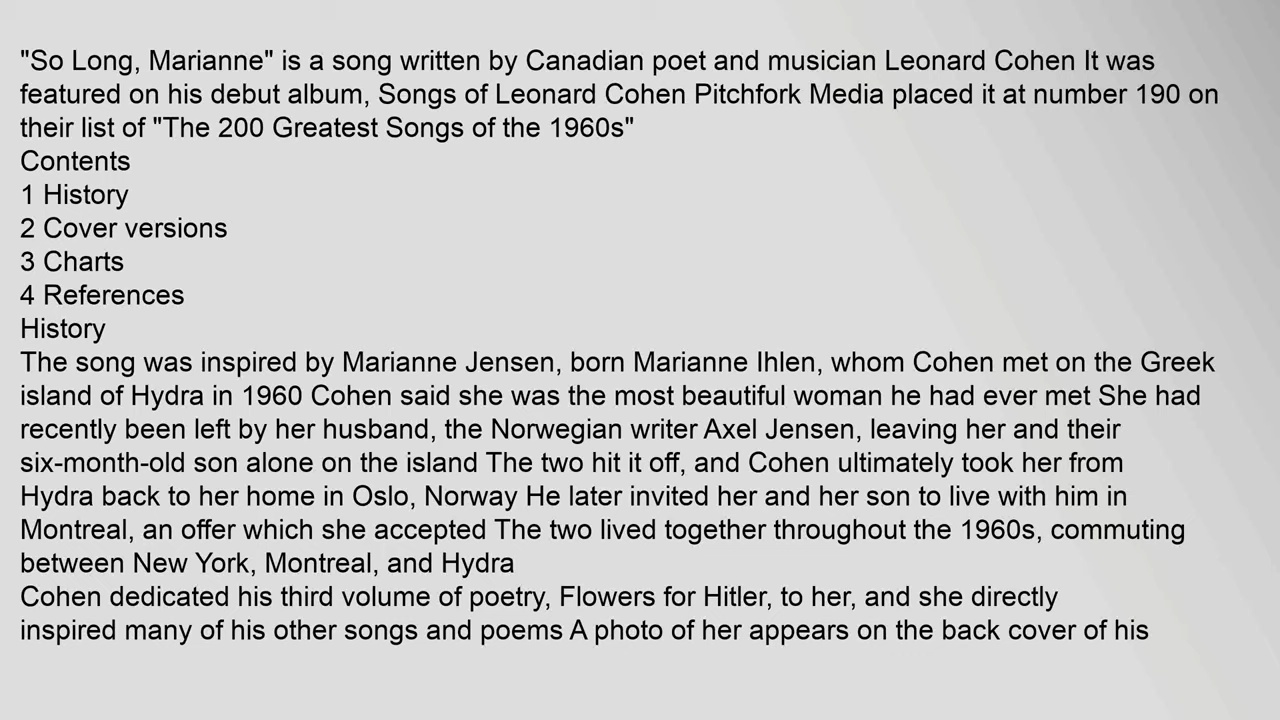 "So Long, Marianne" is a song written by Canadian poet and musician Leonard Cohen It was
featured on his debut album, Songs of Leonard Cohen Pitchfork Media placed it at number 190 on
their list of "The 200 Greatest Songs of the 1960s"
Contents
1 History
2 Cover versions
3 Charts
4 References
History
The song was inspired by Marianne Jensen, born Marianne Ihlen, whom Cohen met on the Greek
island of Hydra in 1960 Cohen said she was the most beautiful woman he had ever met She had
recently been left by her husband, the Norwegian writer Axel Jensen, leaving her and their
six-month-old son alone on the island The two hit it off, and Cohen ultimately took her from
Hydra back to her home in Oslo, Norway He later invited her and her son to live with him in
Montreal, an offer which she accepted The two lived together throughout the 1960s, commuting
between New York, Montreal, and Hydra
Cohen dedicated his third volume of poetry, Flowers for Hitler, to her, and she directly
inspired many of his other songs and poems A photo of her appears on the back cover of his